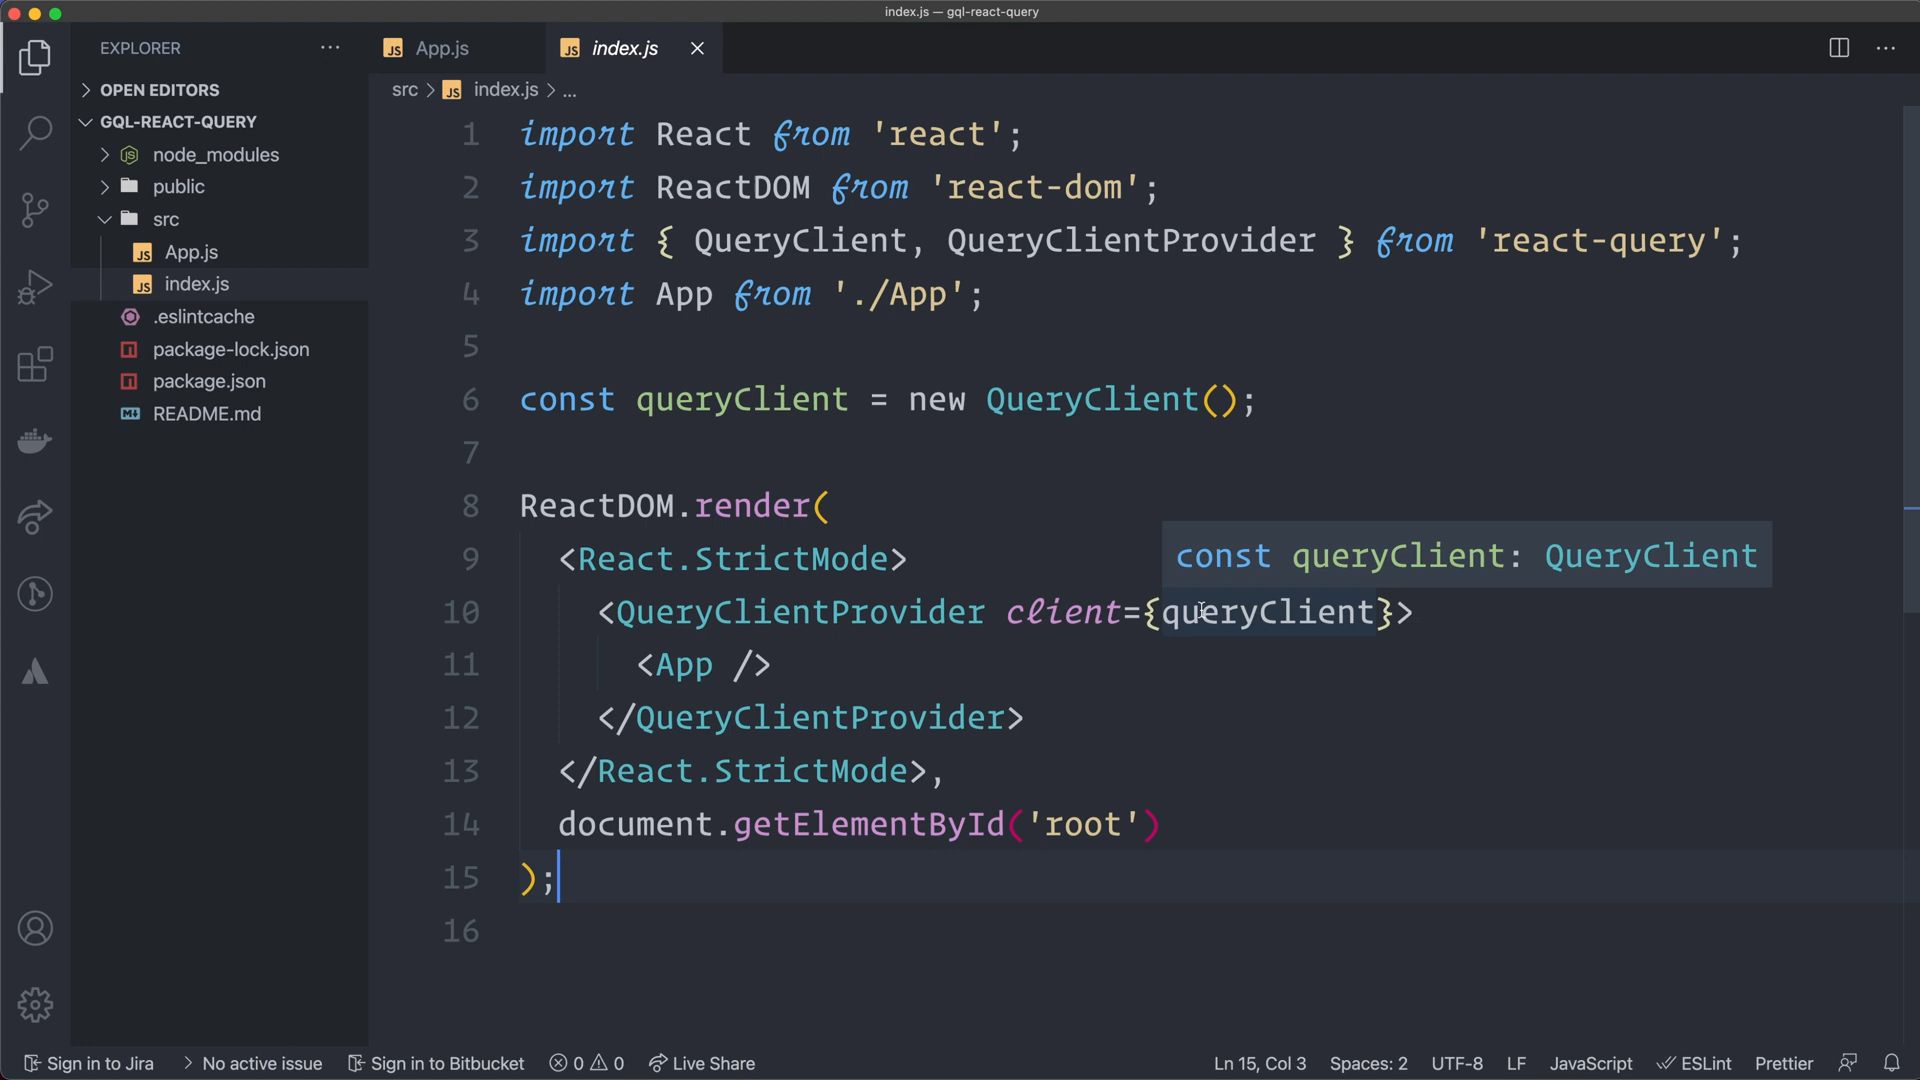 index.js — gql-react-query
EXPLORER
OPEN EDITORS
GQL-REACT-QUERY
node_modules
public
src
JS App.js
JS index.js
.eslintcache
package-lock.json
package.json
README.md
JS App.js
JS index.js
src > JS index.js > ...
1 import React from 'react';
2 import ReactDOM from 'react-dom';
3 import { QueryClient, QueryClientProvider } from 'react-query';
4 import App from './App';
5
6 const queryClient = new QueryClient();
7
8 ReactDOM.render(
9 <React.StrictMode>
const queryClient: QueryClient
10 <QueryClientProvider client={queryClient}>
11 <App />
12 </QueryClientProvider>
13 </React.StrictMode>,
14 document.getElementById('root')
15 );
16
Sign in to Jira > No active issue Sign in to Bitbucket 0 0 Live Share Ln 15, Col 3 Spaces: 2 UTF-8 LF JavaScript ESLint Prettier